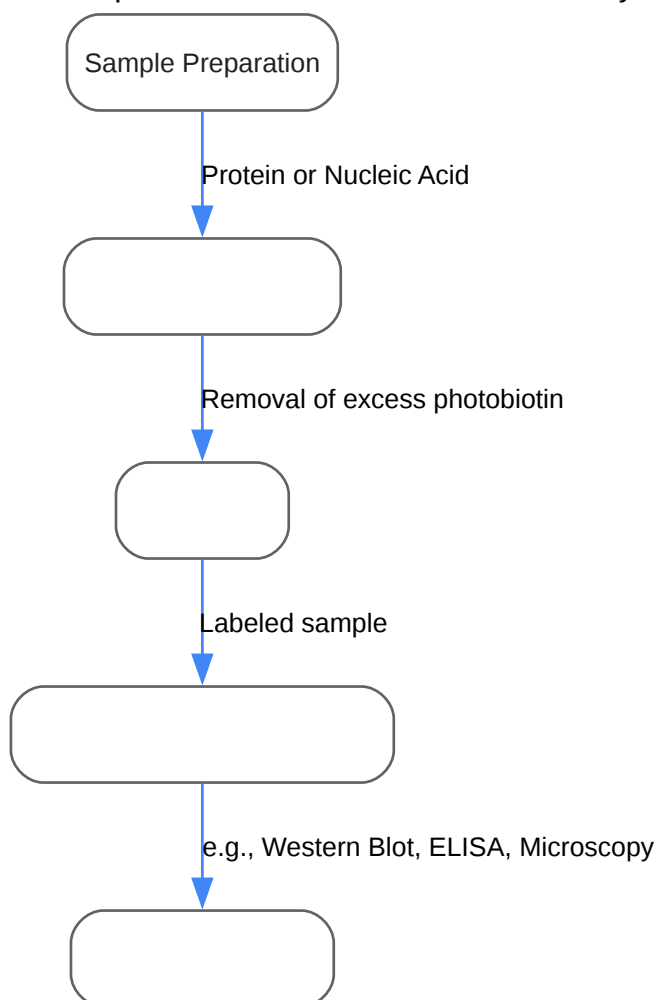 Sample Preparation
Protein or Nucleic Acid
Removal of excess photobiotin
Labeled sample
e.g., Western Blot, ELISA, Microscopy